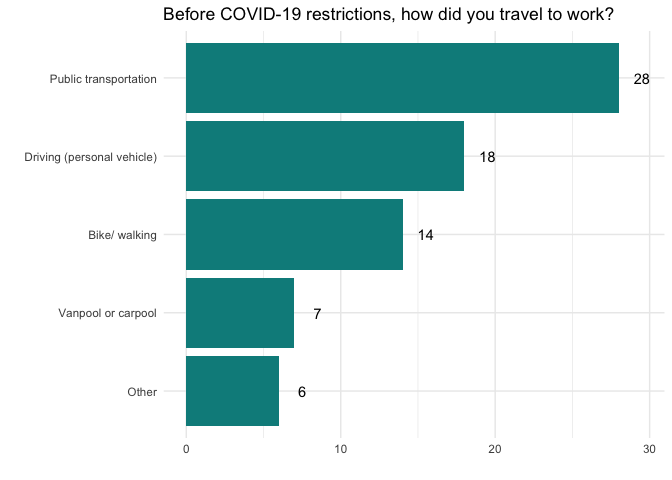 Before COVID-19 restrictions, how did you travel to work?
Public transportation
28
Driving (personal vehicle)
18
Bike/ walking
14
Vanpool or carpool
7
Other
6
0
10
20
30